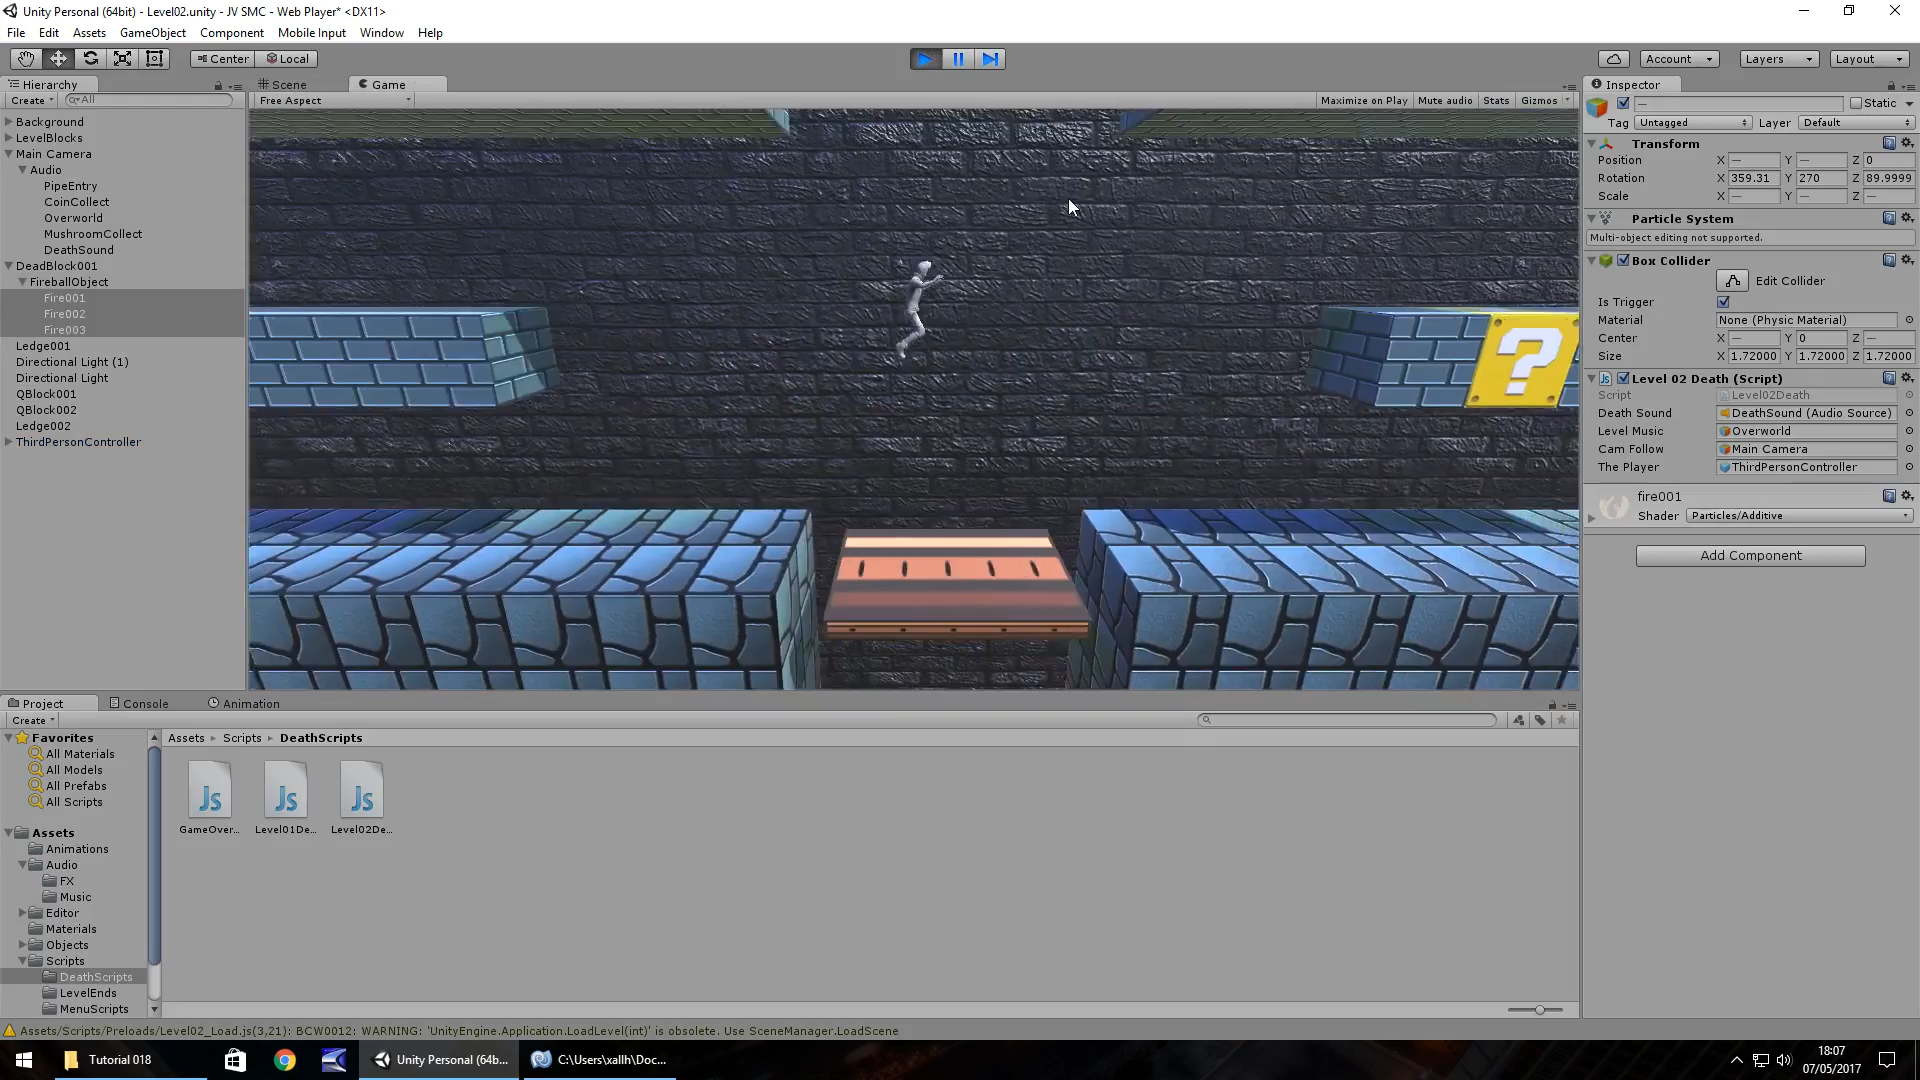 Unity Personal (64bit) - Level02.unity - JV SMC - Web Player* <DX11>
File Edit Assets GameObject Component Mobile Input Window Help
Center Local Account Layers Layout
Hierarchy Scene Game Inspector
Create All Free Aspect Maximize on Play Mute audio Stats Gizmos — Static
Background Tag Untagged Layer Default
LevelBlocks Transform
Main Camera Position X — Y — Z 0
Audio Rotation X 359.31 Y 270 Z 89.9999
PipeEntry Scale X — Y — Z —
CoinCollect Particle System
Overworld Multi-object editing not supported.
MushroomCollect Box Collider
DeathSound Edit Collider
DeadBlock001 Is Trigger
FireballObject Material None (Physic Material)
Fire001 Center X — Y 0 Z —
Fire002 Size X 1.72000 Y 1.72000 Z 1.72000
Fire003 ?
Ledge001 Level 02 Death (Script)
Directional Light (1) Script Level02Death
Directional Light Death Sound DeathSound (Audio Source)
QBlock001 Level Music Overworld
QBlock002 Cam Follow Main Camera
Ledge002 The Player ThirdPersonController
ThirdPersonController fire001
Shader Particles/Additive
Add Component
Project Console Animation
Create
Favorites Assets Scripts DeathScripts
All Materials
All Models
All Prefabs Js Js Js
All Scripts GameOver... Level01De... Level02De...
Assets
Animations
Audio
FX
Music
Editor
Materials
Objects
Scripts
DeathScripts
LevelEnds
MenuScripts
Assets/Scripts/Preloads/Level02_Load.js(3,21): BCW0012: WARNING: 'UnityEngine.Application.LoadLevel(int)' is obsolete. Use SceneManager.LoadScene
Tutorial 018 Unity Personal (64b... C:\Users\xallh\Doc... 18:07
07/05/2017